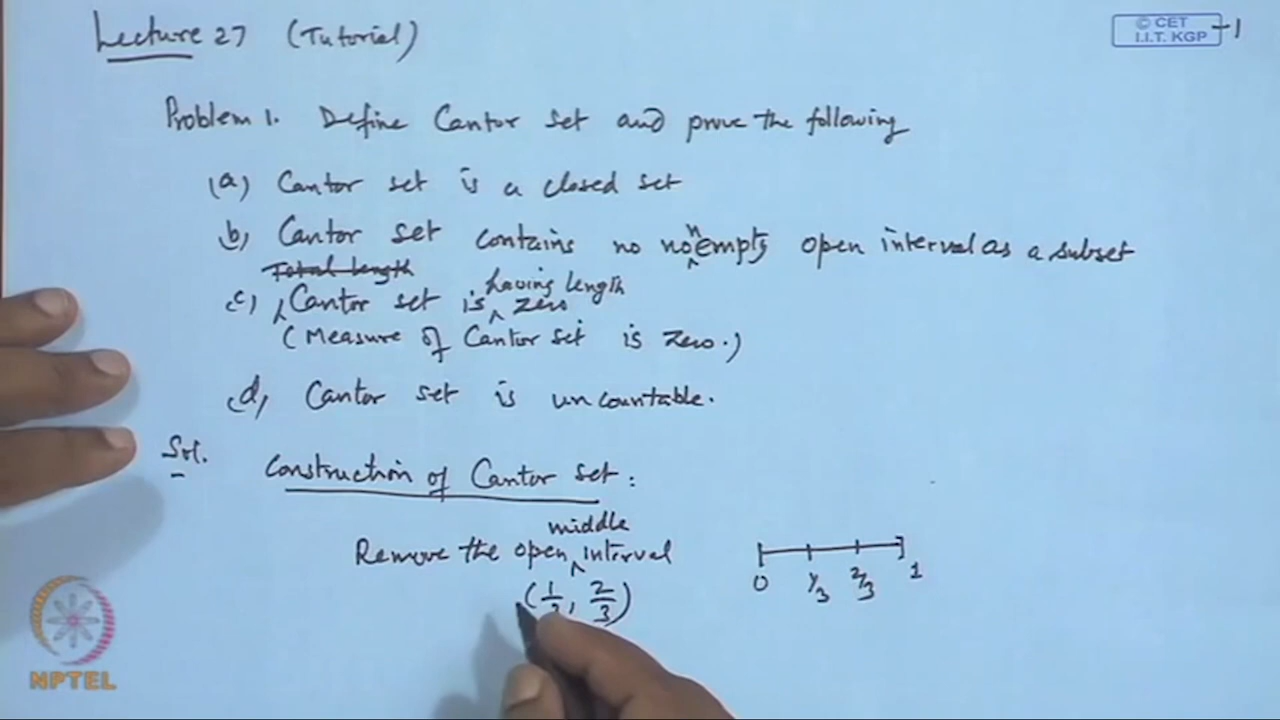 Lecture 27 (Tutorial)
© CET
I.I.T. KGP
-1
Problem 1. Define Cantor set and prove the following
(a) Cantor set is a closed set
b, Cantor set contains no nonempty open interval as a subset
Total length
(c) Cantor set is having length zero
(Measure of Cantor set is zero.)
(d) Cantor set is uncountable.
Sol.
Construction of Cantor set :
Remove the open middle interval
(1/3, 2/3)
0 1/3 2/3 1
NPTEL